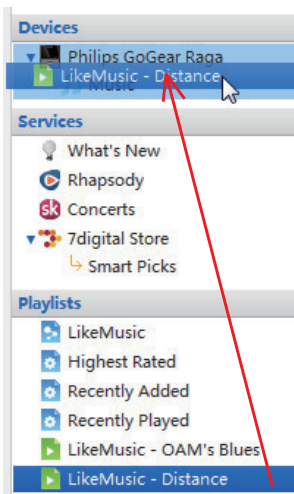 Devices
Philips GoGear Raga
LikeMusic - Distance
Music
Services
What's New
Rhapsody
sk Concerts
7digital Store
Smart Picks
Playlists
LikeMusic
Highest Rated
Recently Added
Recently Played
LikeMusic - OAM's Blues
LikeMusic - Distance